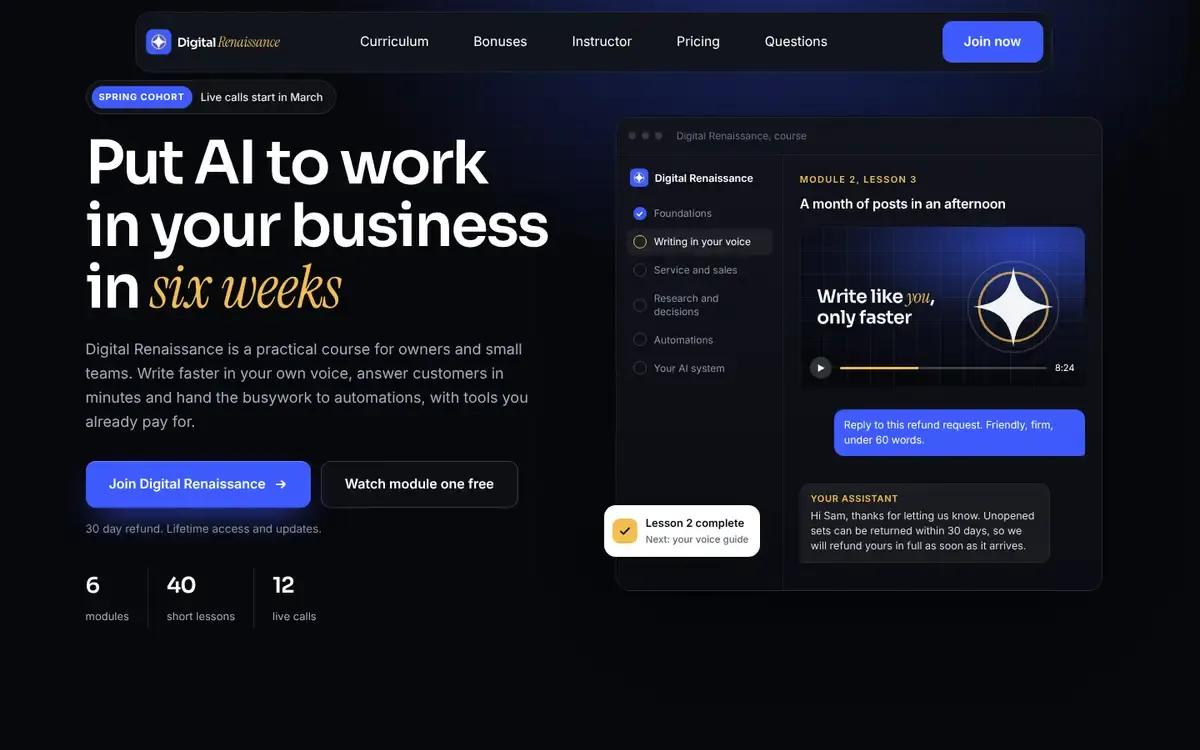 Digital Renaissance
Curriculum
Bonuses
Instructor
Pricing
Questions
Join now
SPRING COHORT
Live calls start in March
Put AI to work
in your business
in six weeks
Digital Renaissance is a practical course for owners and small
teams. Write faster in your own voice, answer customers in
minutes and hand the busywork to automations, with tools you
already pay for.
Join Digital Renaissance →
Watch module one free
30 day refund. Lifetime access and updates.
6
modules
40
short lessons
12
live calls
Digital Renaissance, course
Digital Renaissance
Foundations
Writing in your voice
Service and sales
Research and
decisions
Automations
Your AI system
MODULE 2, LESSON 3
A month of posts in an afternoon
Write like you,
only faster
8:24
Reply to this refund request. Friendly, firm,
under 60 words.
YOUR ASSISTANT
Hi Sam, thanks for letting us know. Unopened
sets can be returned within 30 days, so we
will refund yours in full as soon as it arrives.
Lesson 2 complete
Next: your voice guide